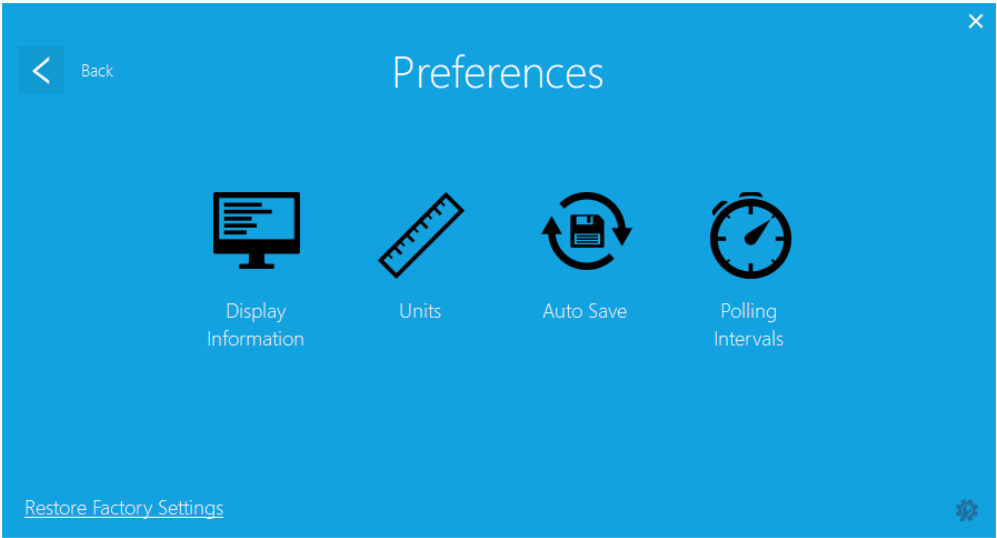 Back
Preferences
Display
Information
Units
Auto Save
Polling
Intervals
Restore Factory Settings